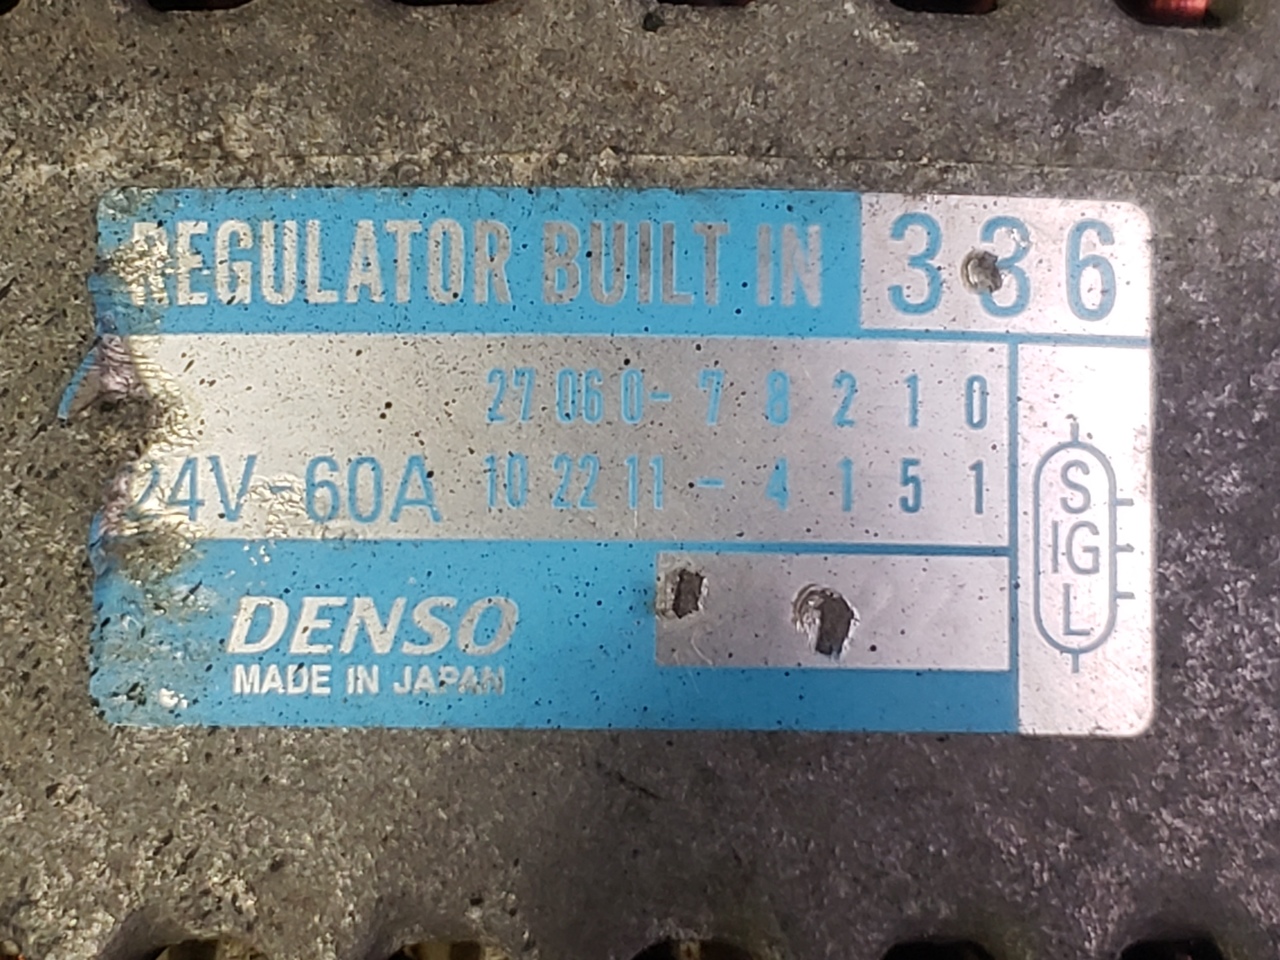 REGULATOR BUILT IN 336
27060-78210
24V-60A 102211-4151
S
IG
L
DENSO
MADE IN JAPAN